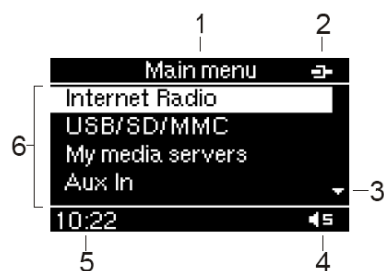 1 2
Main menu
Internet Radio
6 USB/SD/MMC
My media servers
Aux In
3
10:22 5
5 4